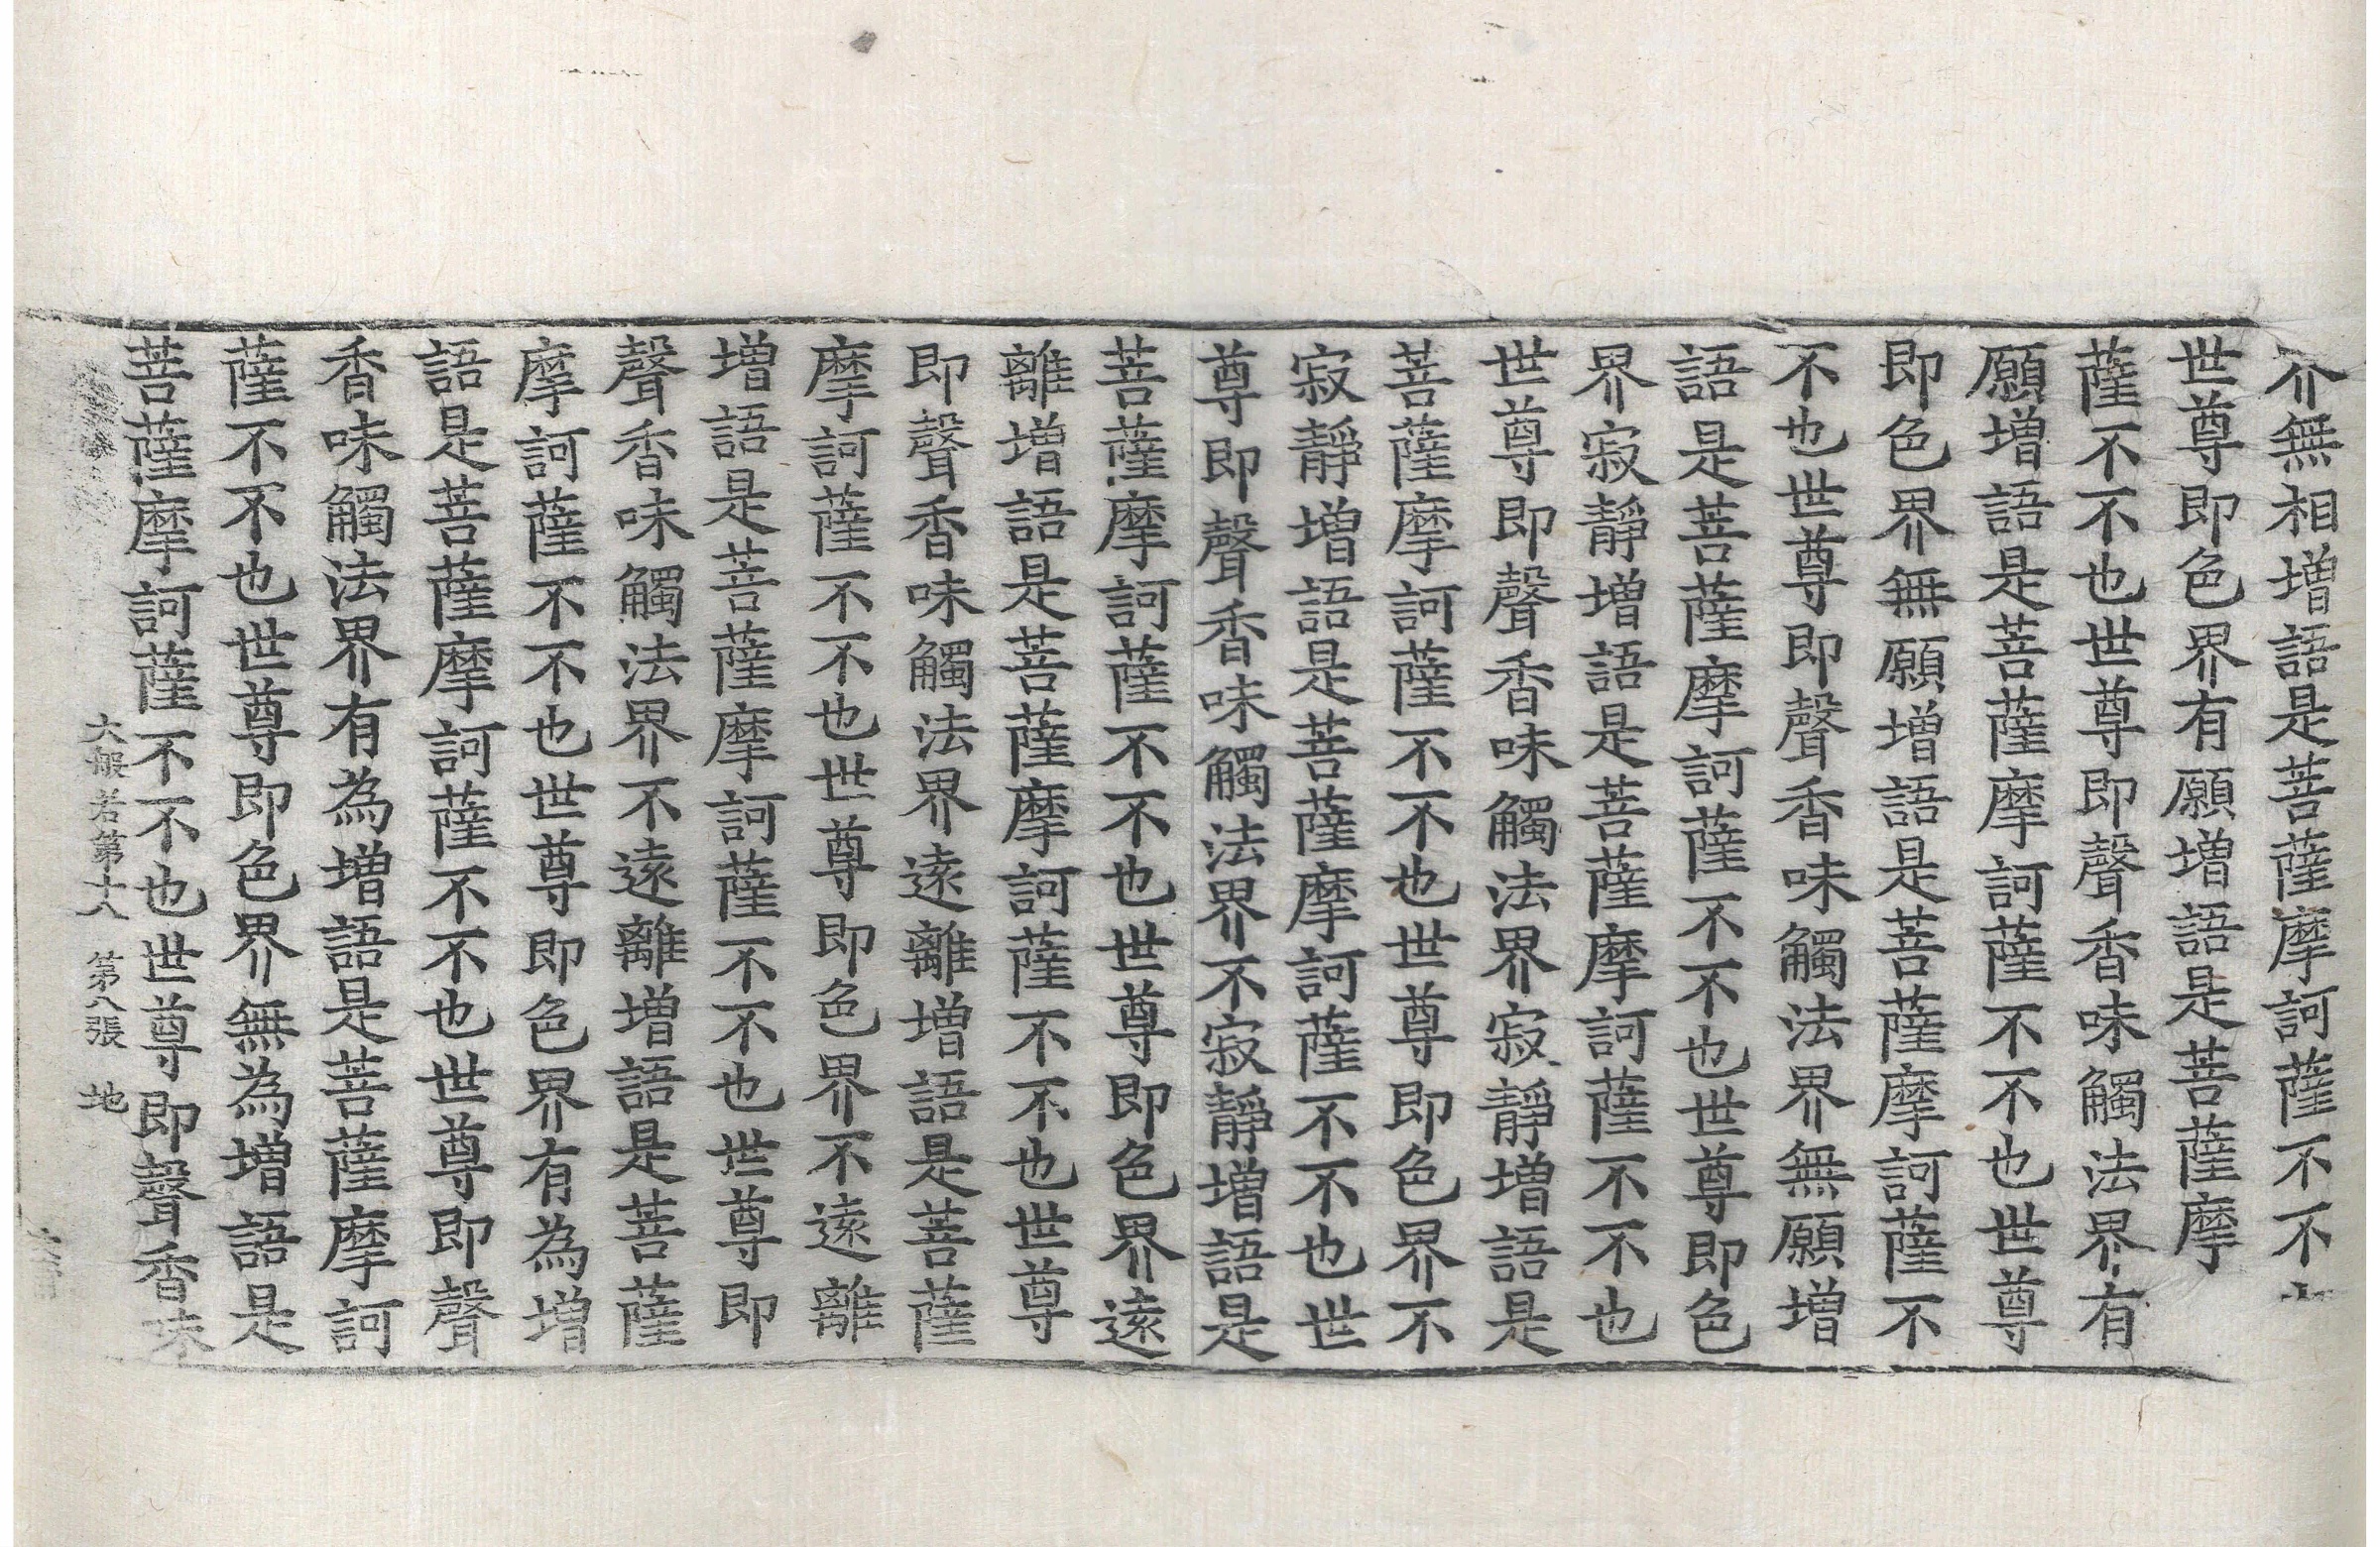 界無相增語是菩薩摩訶薩不不
世尊即色界有願增語是菩薩摩
薩不不也世尊即聲香味觸法界有
願增語是菩薩摩訶薩不不也世尊
即色界無願增語是菩薩摩訶薩不
不也世尊即聲香味觸法界無願增
語是菩薩摩訶薩不不也世尊即色
界寂靜增語是菩薩摩訶薩不不也
世尊即聲香味觸法界寂靜增語是
菩薩摩訶薩不不也世尊即色界不
寂靜增語是菩薩摩訶薩不不也世
尊即聲香味觸法界不寂靜增語是
菩薩摩訶薩不不也世尊即色界遠
離增語是菩薩摩訶薩不不也世尊
即聲香味觸法界遠離增語是菩薩
摩訶薩不不也世尊即色界不遠離
增語是菩薩摩訶薩不不也世尊即
聲香味觸法界不遠離增語是菩薩
摩訶薩不不也世尊即色界有為增
語是菩薩摩訶薩不不也世尊即聲
香味觸法界有為增語是菩薩摩訶
薩不不也世尊即色界無為增語是
菩薩摩訶薩不不也世尊即聲香味
大般若第十八 第八張 地